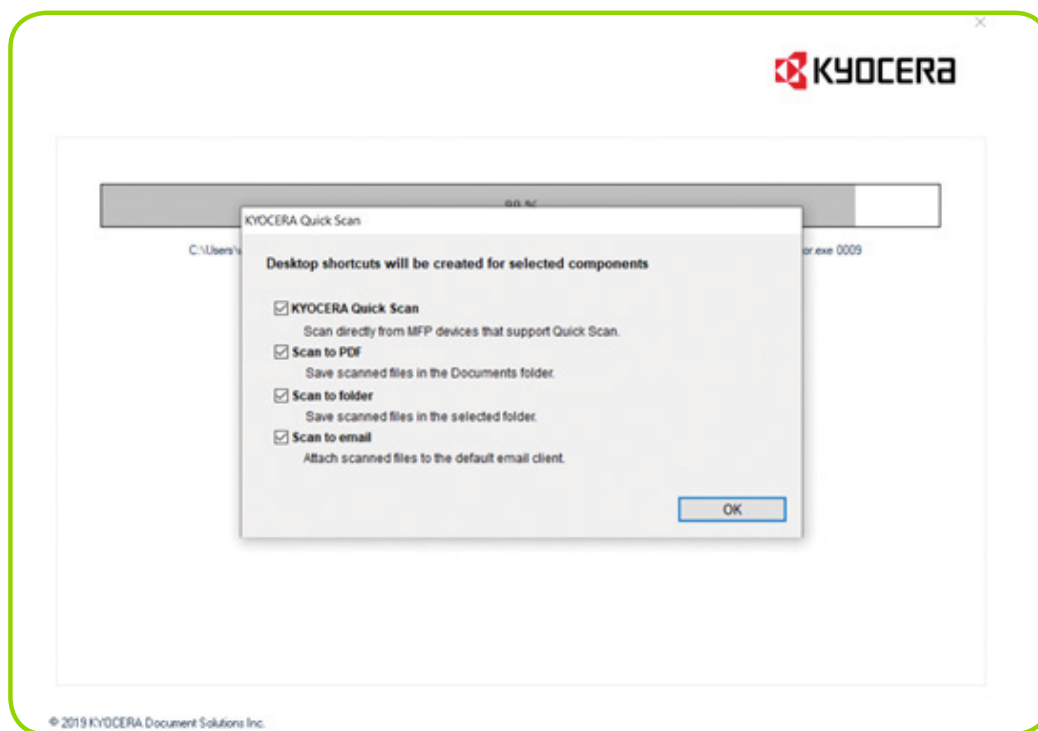 KYOCERA
C:\Users\
or.exe 0009
KYOCERA Quick Scan
Desktop shortcuts will be created for selected components
KYOCERA Quick Scan
Scan directly from MFP devices that support Quick Scan.
Scan to PDF
Save scanned files in the Documents folder.
Scan to folder
Save scanned files in the selected folder.
Scan to email
Attach scanned files to the default email client.
OK
© 2019 KYOCERA Document Solutions Inc.